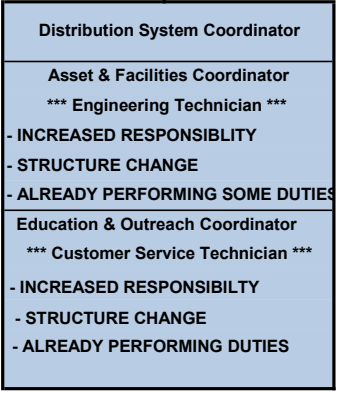 Distribution System Coordinator
Asset & Facilities Coordinator
*** Engineering Technician ***
- INCREASED RESPONSIBLITY
- STRUCTURE CHANGE
- ALREADY PERFORMING SOME DUTIES
Education & Outreach Coordinator
*** Customer Service Technician ***
- INCREASED RESPONSIBILTY
- STRUCTURE CHANGE
- ALREADY PERFORMING DUTIES